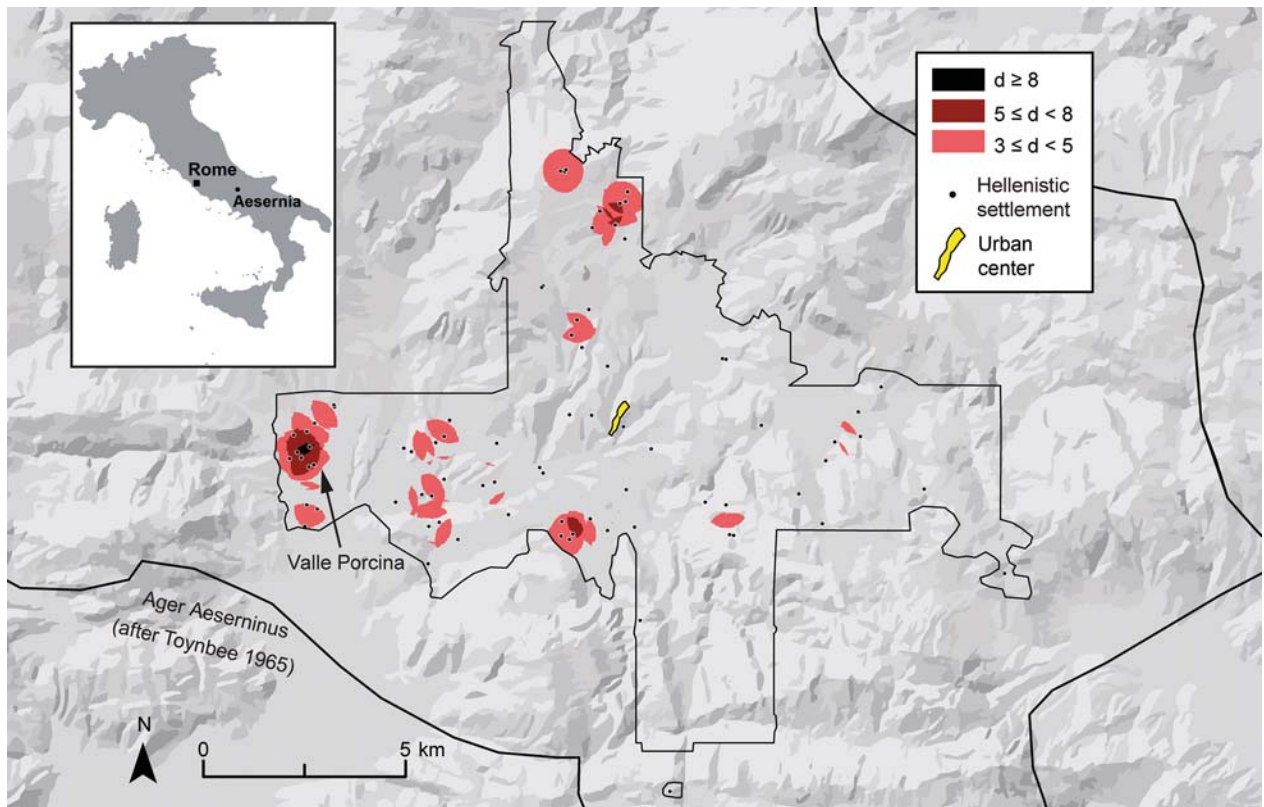 Rome
Aesernia
d ≥ 8
5 ≤ d < 8
3 ≤ d < 5
Hellenistic
settlement
Urban
center
Valle Porcina
Ager Aeserninus
(after Toynbee 1965)
N
0
5 km